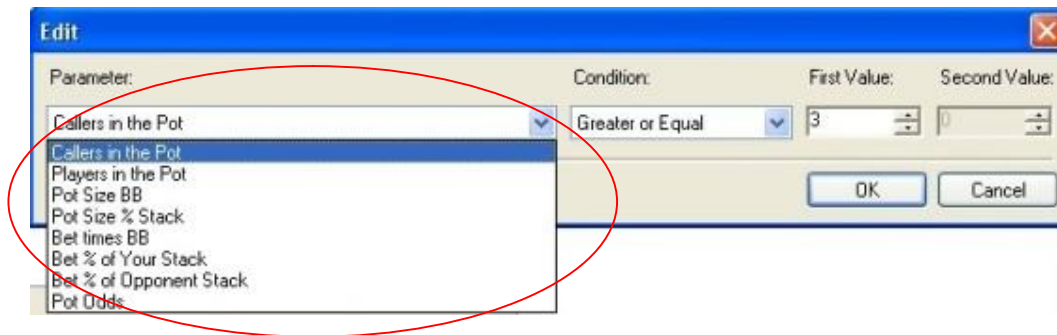 Edit
Parameter: Condition: First Value: Second Value:
Callers in the Pot Greater or Equal 3 0
Callers in the Pot
Players in the Pot
Pot Size BB
Pot Size % Stack
Bet times BB
Bet % of Your Stack
Bet % of Opponent Stack
Pot Odds
OK Cancel